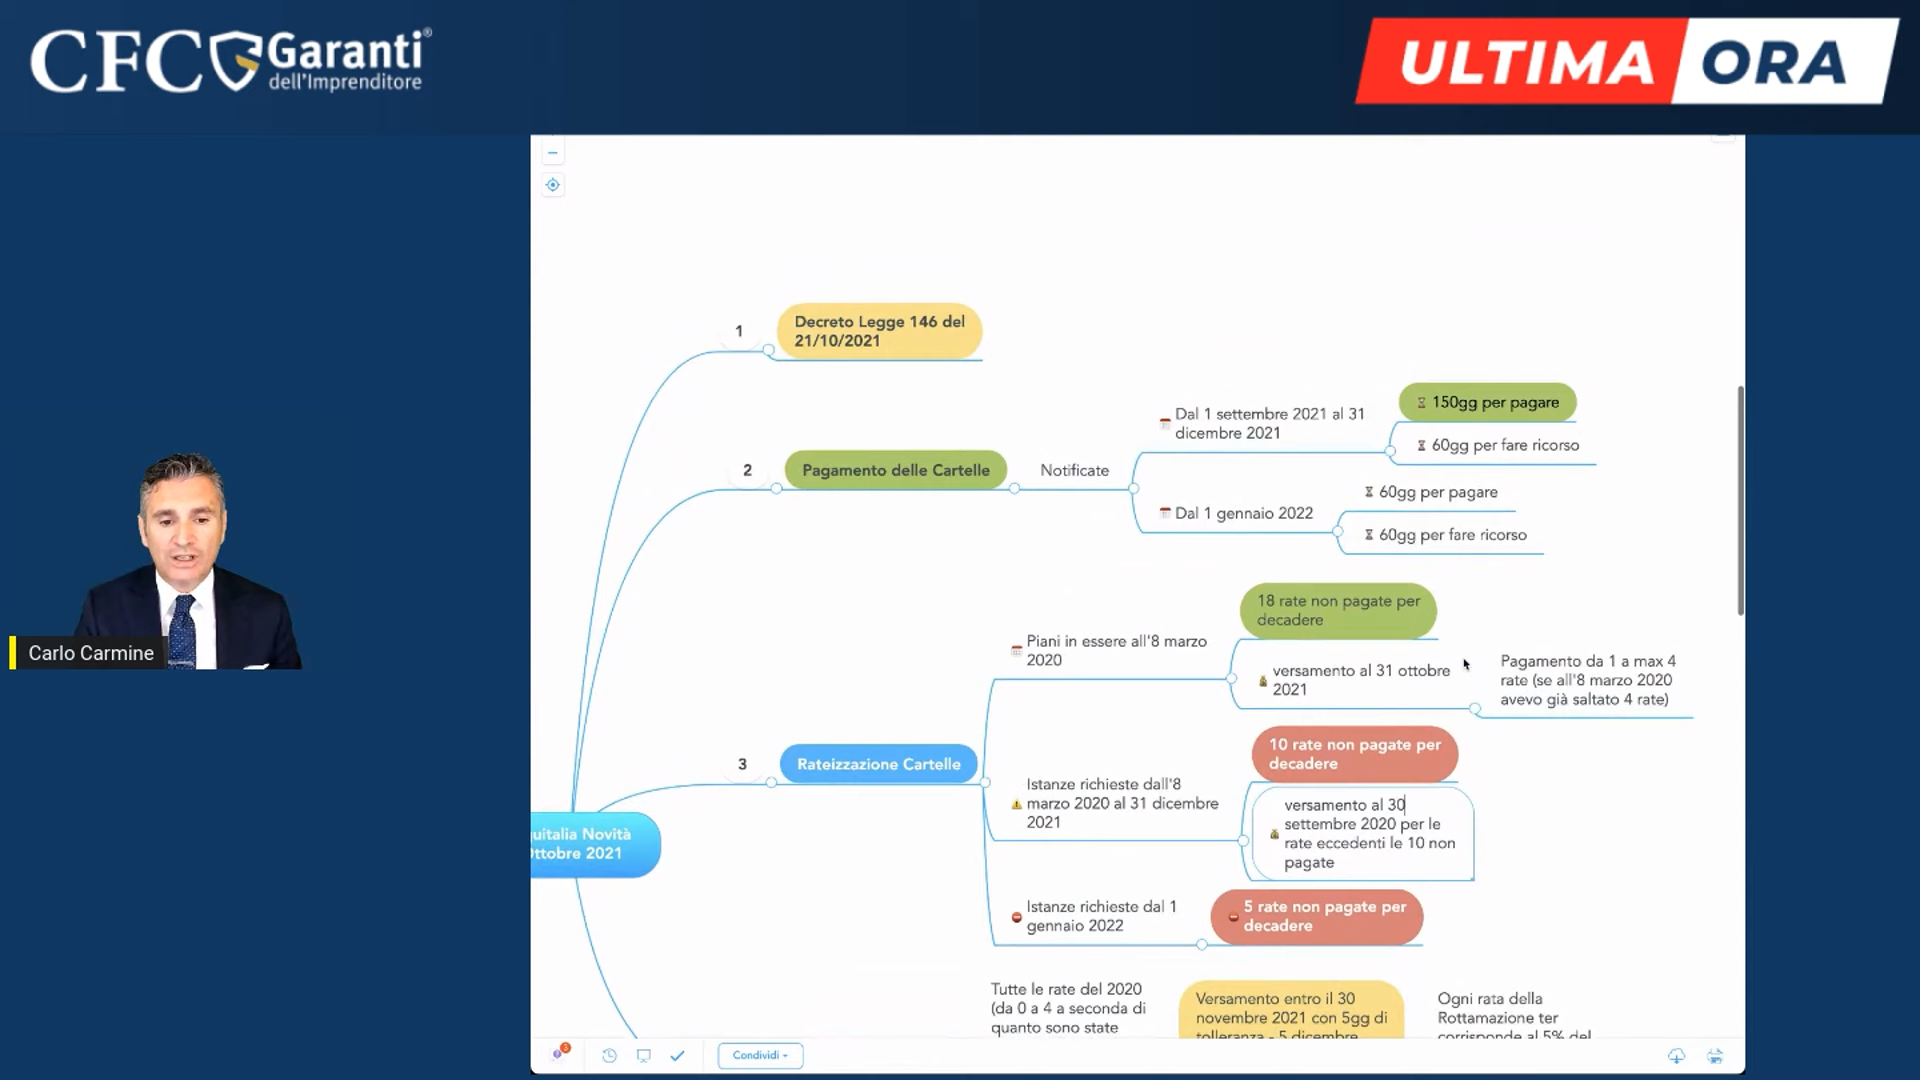 CFC Garanti®
dell'Imprenditore
ULTIMA ORA
Carlo Carmine
1
Decreto Legge 146 del
21/10/2021
2
Pagamento delle Cartelle
Notificate
Dal 1 settembre 2021 al 31
dicembre 2021
150gg per pagare
60gg per fare ricorso
Dal 1 gennaio 2022
60gg per pagare
60gg per fare ricorso
3
Rateizzazione Cartelle
Piani in essere all'8 marzo
2020
18 rate non pagate per
decadere
versamento al 31 ottobre
2021
Pagamento da 1 a max 4
rate (se all'8 marzo 2020
avevo già saltato 4 rate)
Istanze richieste dall'8
marzo 2020 al 31 dicembre
2021
10 rate non pagate per
decadere
versamento al 30
settembre 2020 per le
rate eccedenti le 10 non
pagate
Istanze richieste dal 1
gennaio 2022
5 rate non pagate per
decadere
uitalia Novità
ttobre 2021
Tutte le rate del 2020
(da 0 a 4 a seconda di
quanto sono state
Versamento entro il 30
novembre 2021 con 5gg di
tolleranza - 5 dicembre
Ogni rata della
Rottamazione ter
corrisponde al 5% del
3
Condividi